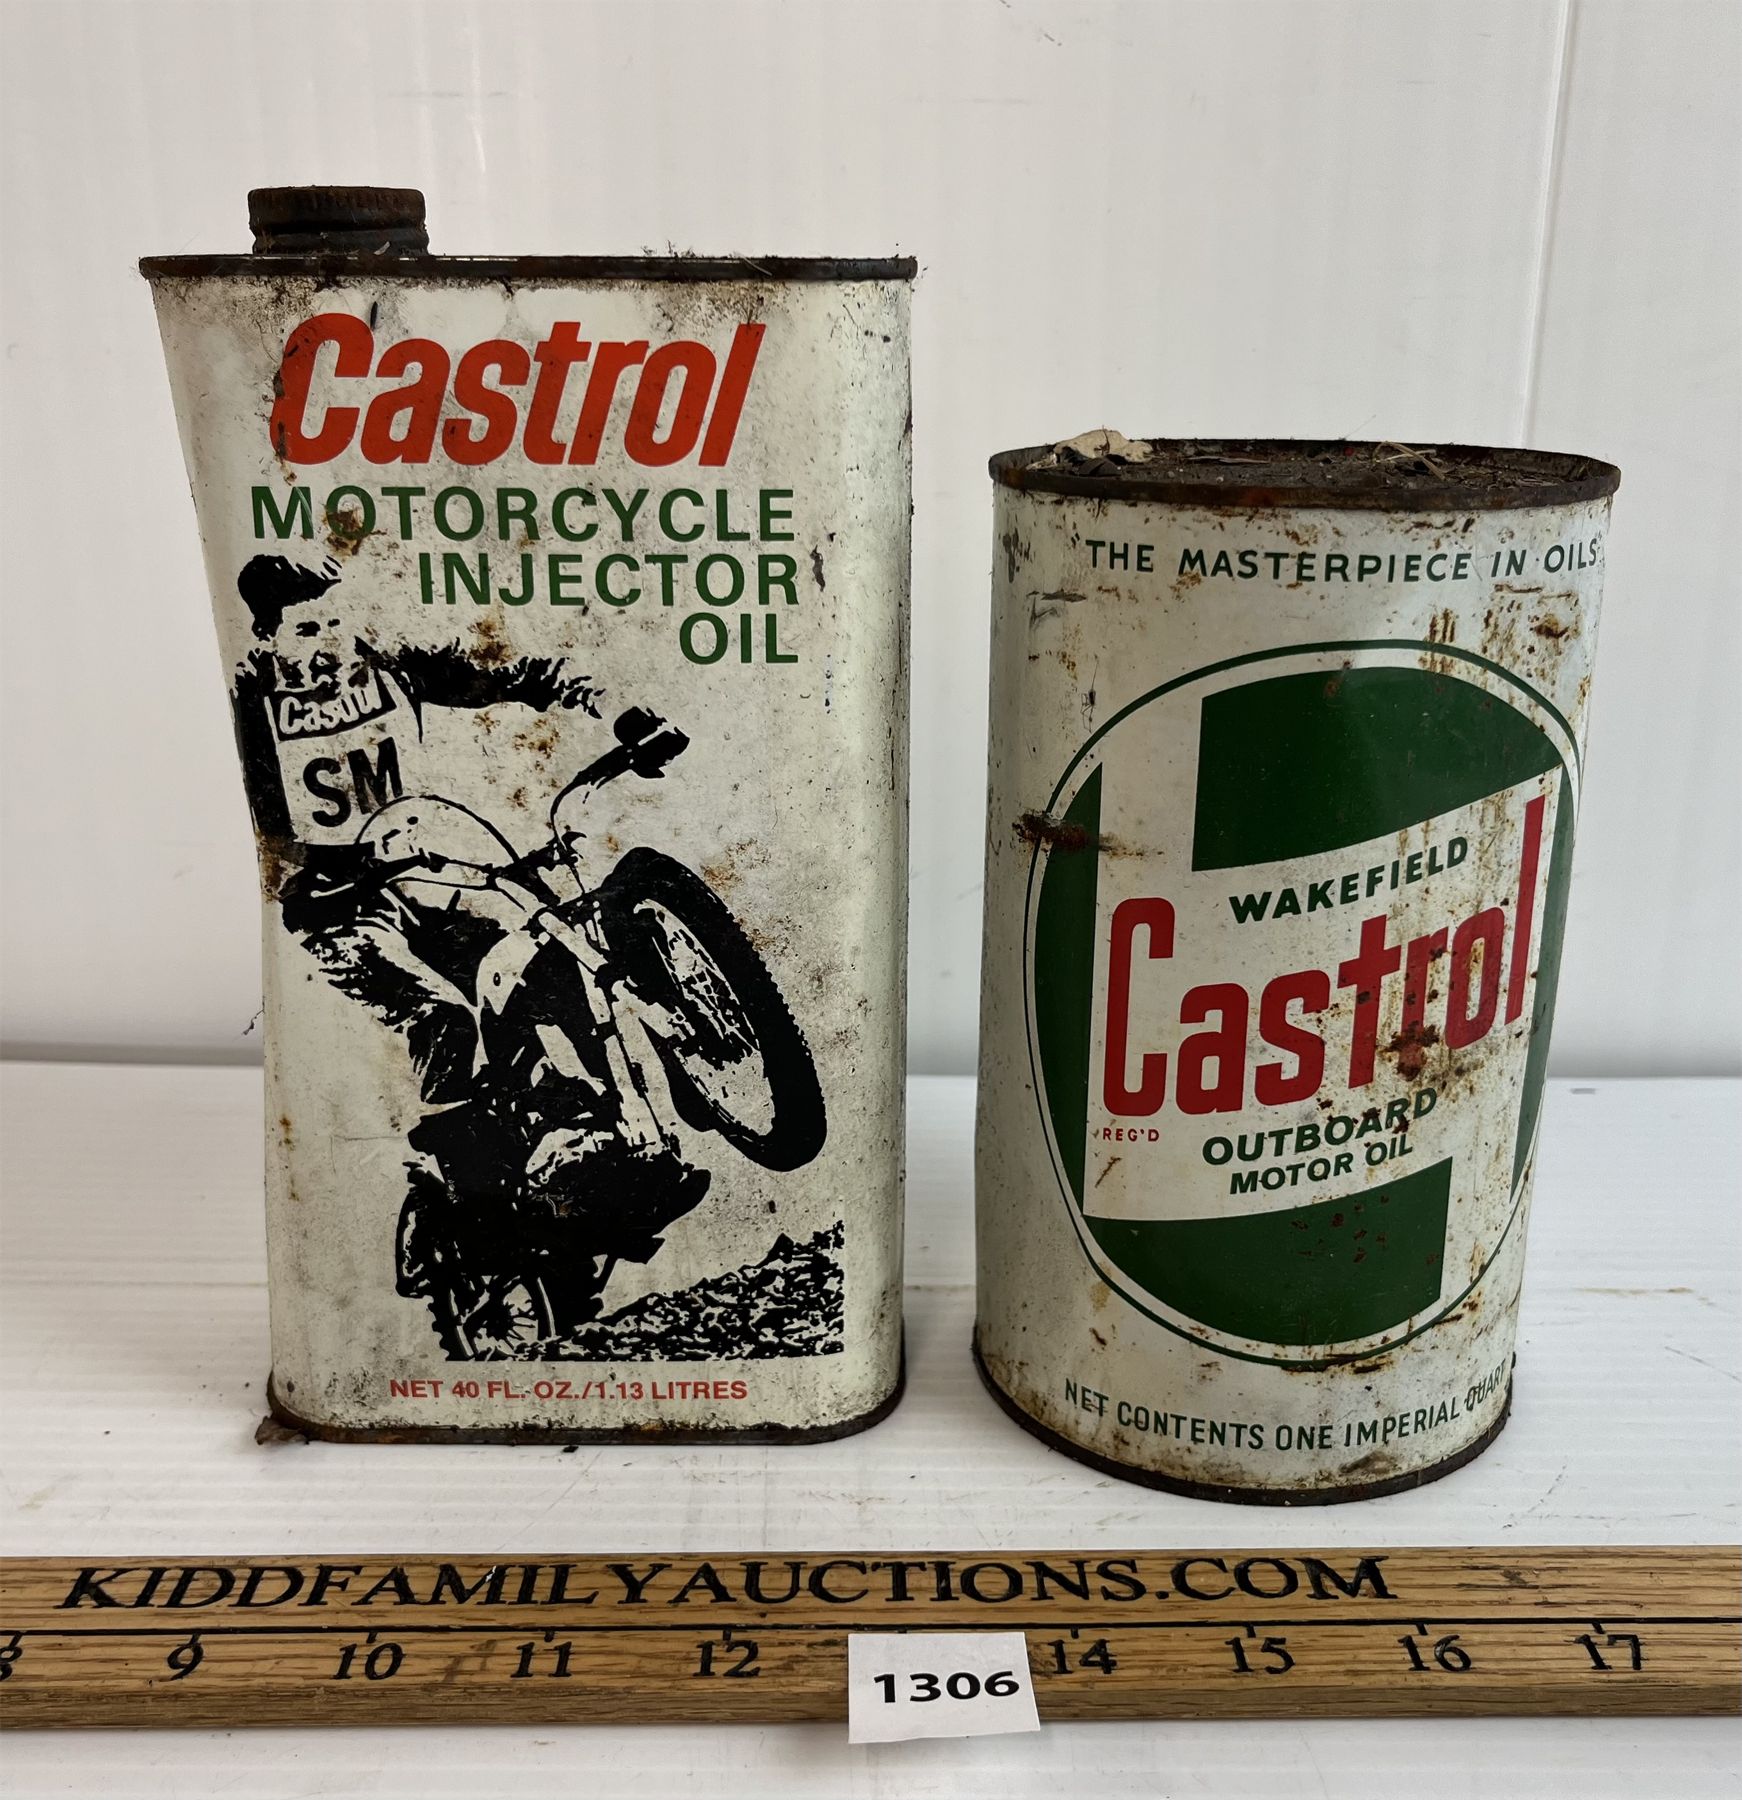 Castrol
MOTORCYCLE
INJECTOR
OIL
Castrol
SM
NET 40 FL. OZ./1.13 LITRES
THE MASTERPIECE IN OILS
WAKEFIELD
Castrol
REG'D
OUTBOARD
MOTOR OIL
NET CONTENTS ONE IMPERIAL QUART
KIDDFAMILYAUCTIONS.COM
8 9 10 11 12 14 15 16 17
1306